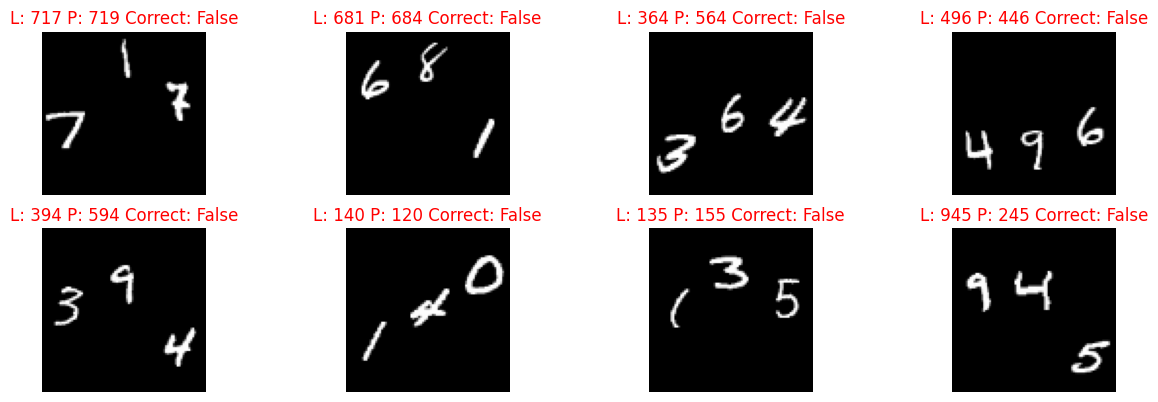 L: 717 P: 719 Correct: False
L: 681 P: 684 Correct: False
L: 364 P: 564 Correct: False
L: 496 P: 446 Correct: False
1
7
7
6 8
1
3 6 4
4 9 6
L: 394 P: 594 Correct: False
L: 140 P: 120 Correct: False
L: 135 P: 155 Correct: False
L: 945 P: 245 Correct: False
3 9
4
1 4 0
1 3 5
9 4
5